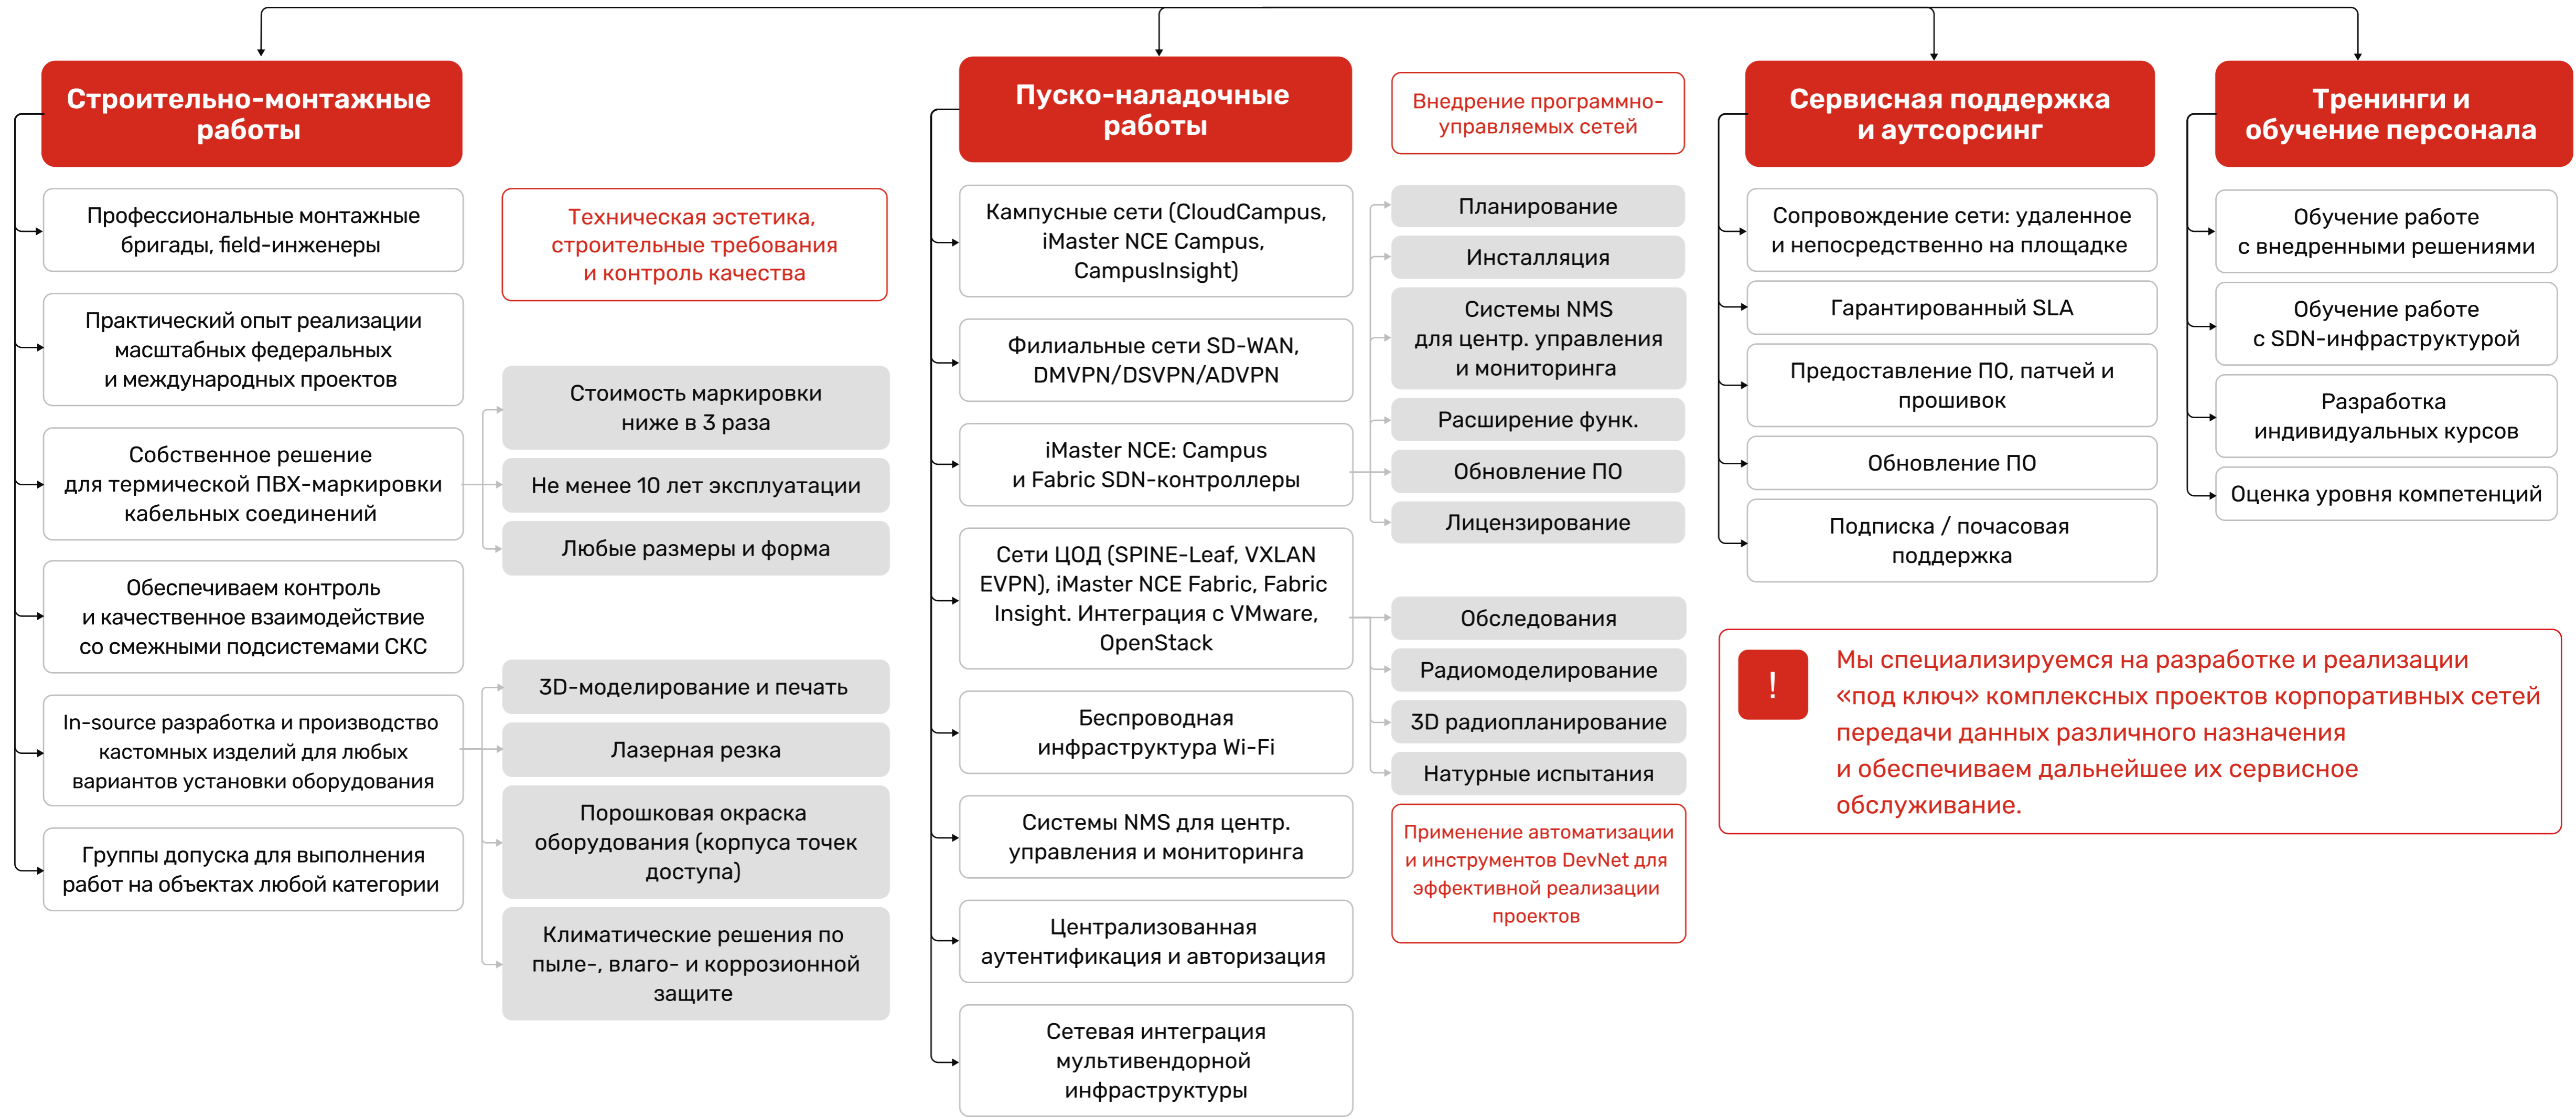 Строительно-монтажные
работы
Профессиональные монтажные
бригады, field-инженеры
Практический опыт реализации
масштабных федеральных
и международных проектов
Собственное решение
для термической ПВХ-маркировки
кабельных соединений
Обеспечиваем контроль
и качественное взаимодействие
со смежными подсистемами СКС
In-source разработка и производство
кастомных изделий для любых
вариантов установки оборудования
Группы допуска для выполнения
работ на объектах любой категории
Техническая эстетика,
строительные требования
и контроль качества
Стоимость маркировки
ниже в 3 раза
Не менее 10 лет эксплуатации
Любые размеры и форма
3D-моделирование и печать
Лазерная резка
Порошковая окраска
оборудования (корпуса точек
доступа)
Климатические решения по
пыле-, влаго- и коррозионной
защите
Пуско-наладочные
работы
Кампусные сети (CloudCampus,
iMaster NCE Campus,
CampusInsight)
Филиальные сети SD-WAN,
DMVPN/DSVPN/ADVPN
iMaster NCE: Campus
и Fabric SDN-контроллеры
Сети ЦОД (SPINE-Leaf, VXLAN
EVPN), iMaster NCE Fabric, Fabric
Insight. Интеграция с VMware,
OpenStack
Беспроводная
инфраструктура Wi-Fi
Системы NMS для центр.
управления и мониторинга
Централизованная
аутентификация и авторизация
Сетевая интеграция
мультивендорной
инфраструктуры
Внедрение программно-
управляемых сетей
Планирование
Инсталляция
Системы NMS
для центр. управления
и мониторинга
Расширение функ.
Обновление ПО
Лицензирование
Обследования
Радиомоделирование
3D радиопланирование
Натурные испытания
Применение автоматизации
и инструментов DevNet для
эффективной реализации
проектов
Сервисная поддержка
и аутсорсинг
Сопровождение сети: удаленное
и непосредственно на площадке
Гарантированный SLA
Предоставление ПО, патчей и
прошивок
Обновление ПО
Подписка / почасовая
поддержка
Тренинги и
обучение персонала
Обучение работе
с внедренными решениями
Обучение работе
с SDN-инфраструктурой
Разработка
индивидуальных курсов
Оценка уровня компетенций
!
Мы специализируемся на разработке и реализации
«под ключ» комплексных проектов корпоративных сетей
передачи данных различного назначения
и обеспечиваем дальнейшее их сервисное
обслуживание.